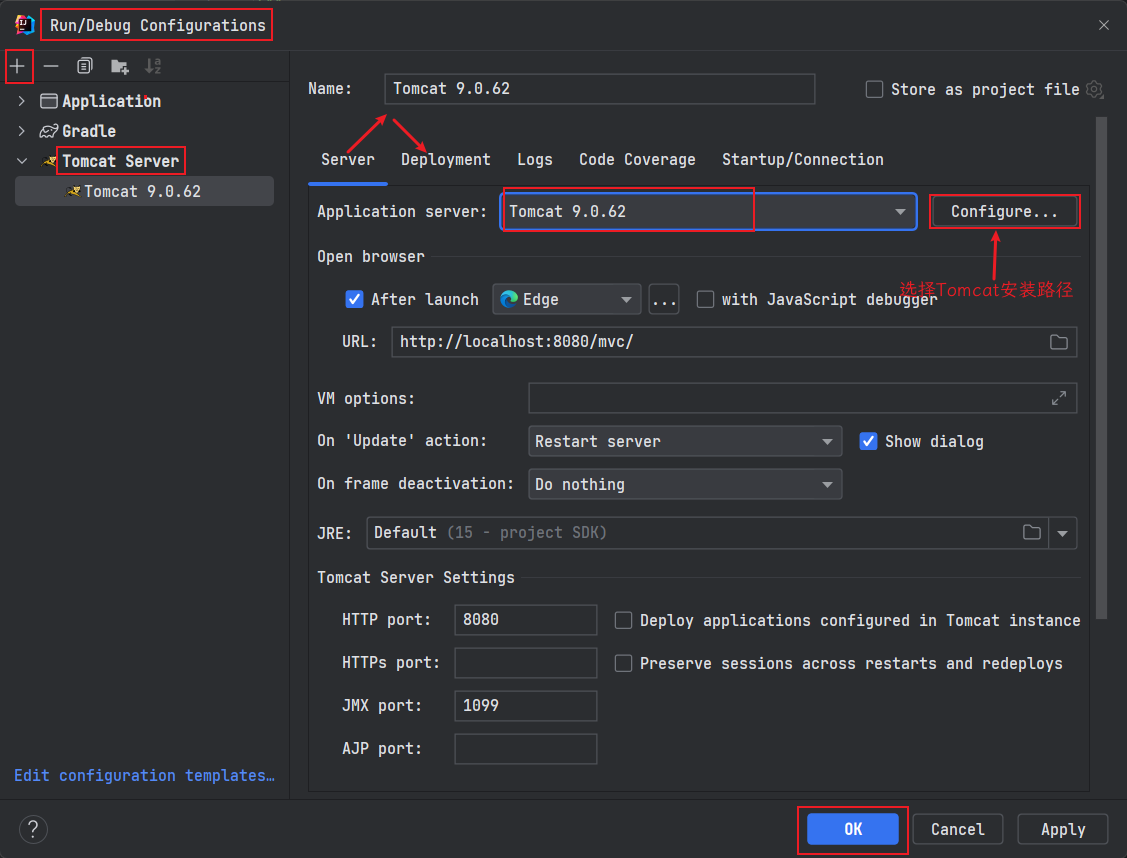 Run/Debug Configurations
Name:
Tomcat 9.0.62
Store as project file
Application
Gradle
Tomcat Server
Tomcat 9.0.62
Server
Deployment
Logs
Code Coverage
Startup/Connection
Application server:
Tomcat 9.0.62
Configure...
Open browser
选择Tomcat安装路径
After launch
Edge
...
with JavaScript debugger
URL:
http://localhost:8080/mvc/
VM options:
On 'Update' action:
Restart server
Show dialog
On frame deactivation:
Do nothing
JRE:
Default (15 - project SDK)
Tomcat Server Settings
HTTP port:
8080
Deploy applications configured in Tomcat instance
HTTPs port:
Preserve sessions across restarts and redeploys
JMX port:
1099
AJP port:
Edit configuration templates…
?
OK
Cancel
Apply